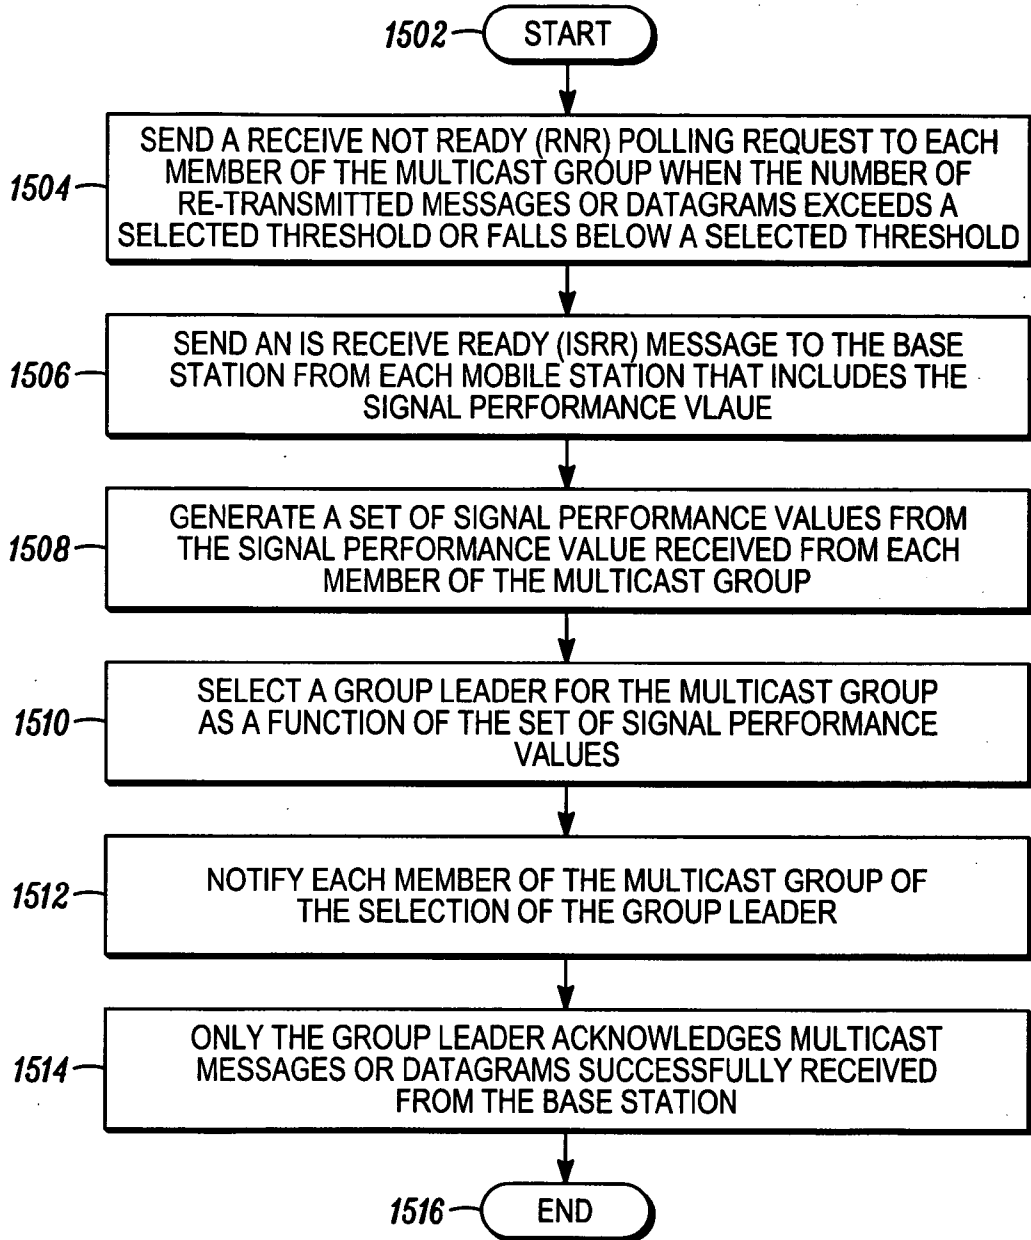 1502
START
1504
SEND A RECEIVE NOT READY (RNR) POLLING REQUEST TO EACH
MEMBER OF THE MULTICAST GROUP WHEN THE NUMBER OF
RE-TRANSMITTED MESSAGES OR DATAGRAMS EXCEEDS A
SELECTED THRESHOLD OR FALLS BELOW A SELECTED THRESHOLD
1506
SEND AN IS RECEIVE READY (ISRR) MESSAGE TO THE BASE
STATION FROM EACH MOBILE STATION THAT INCLUDES THE
SIGNAL PERFORMANCE VLAUE
1508
GENERATE A SET OF SIGNAL PERFORMANCE VALUES FROM
THE SIGNAL PERFORMANCE VALUE RECEIVED FROM EACH
MEMBER OF THE MULTICAST GROUP
1510
SELECT A GROUP LEADER FOR THE MULTICAST GROUP
AS A FUNCTION OF THE SET OF SIGNAL PERFORMANCE
VALUES
1512
NOTIFY EACH MEMBER OF THE MULTICAST GROUP OF
THE SELECTION OF THE GROUP LEADER
1514
ONLY THE GROUP LEADER ACKNOWLEDGES MULTICAST
MESSAGES OR DATAGRAMS SUCCESSFULLY RECEIVED
FROM THE BASE STATION
1516
END